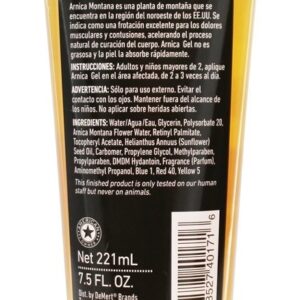 Arnica Montana es una planta de montaña que se
encuentra en la región del noroeste de los EE.UU. Se
indica como una frotación excelente para los dolores
musculares y contusiones, acelerando el proceso
natural de curación del cuerpo. Arnica Gel no es
grasosa y la piel la absorbe rápidamente.
INSTRUCCIONES: Adultos y niños mayores de 2, aplique
Arnica Gel en el área afectada, de 2 a 3 veces al día.
ADVERTENCIA: Sólo para uso externo. Evitar el
contacto con los ojos. Mantener fuera del alcance de
los niños. No aplicar sobre heridas abiertas.
INGREDIENTS: Water/Agua/Eau, Glycerin, Polysorbate 20,
Arnica Montana Flower Water, Retinyl Palmitate,
Tocopheryl Acetate, Helianthus Annuus (Sunflower)
Seed Oil, Carbomer, Propylene Glycol, Methylparaben,
Propylparaben, DMDM Hydantoin, Fragrance (Parfum),
Aminomethyl Propanol, Blue 1, Red 40, Yellow 5
This finished product is only tested on humans
but never on animals.
Net 221mL
7.5 FL. OZ.
Dist. by DeMert® Brands
83527 40171 6